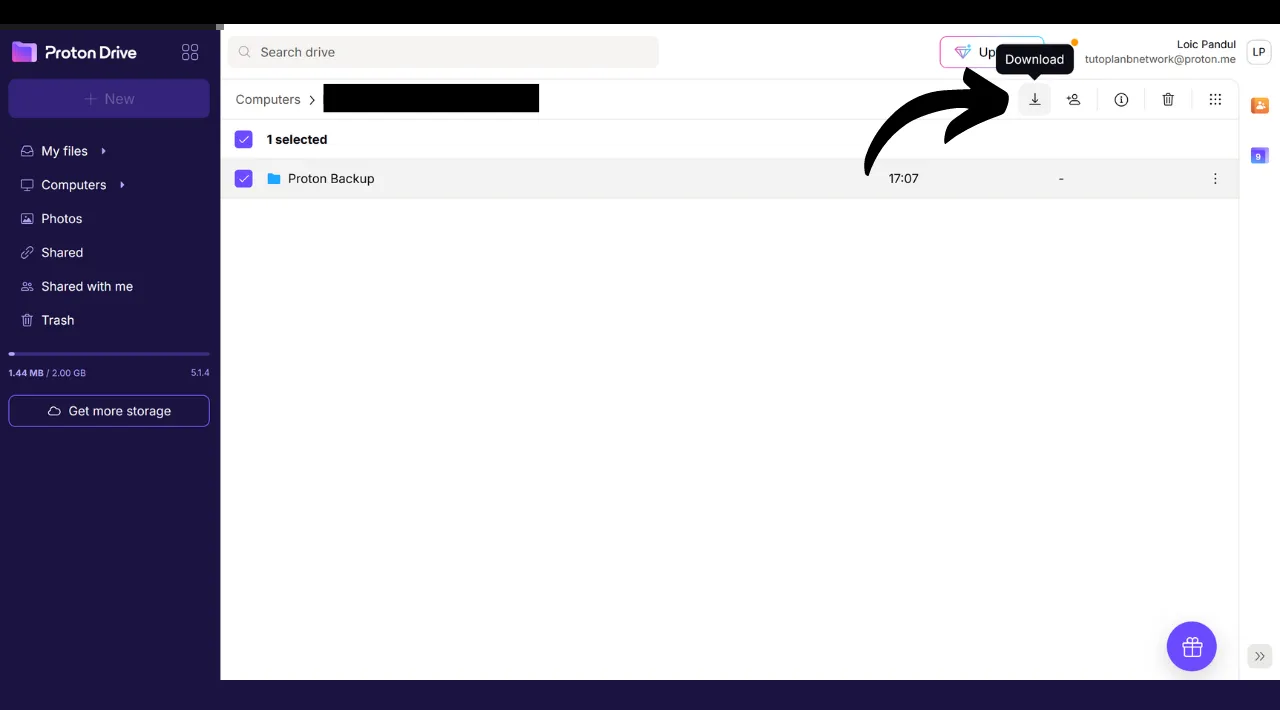 Proton Drive
New
My files
Computers
Photos
Shared
Shared with me
Trash
1.44 MB / 2.00 GB
5.1.4
Get more storage
Search drive
Up
Download
Loic Pandul
tutoplanbnetwork@proton.me
LP
Computers
1 selected
Proton Backup
17:07
-
9